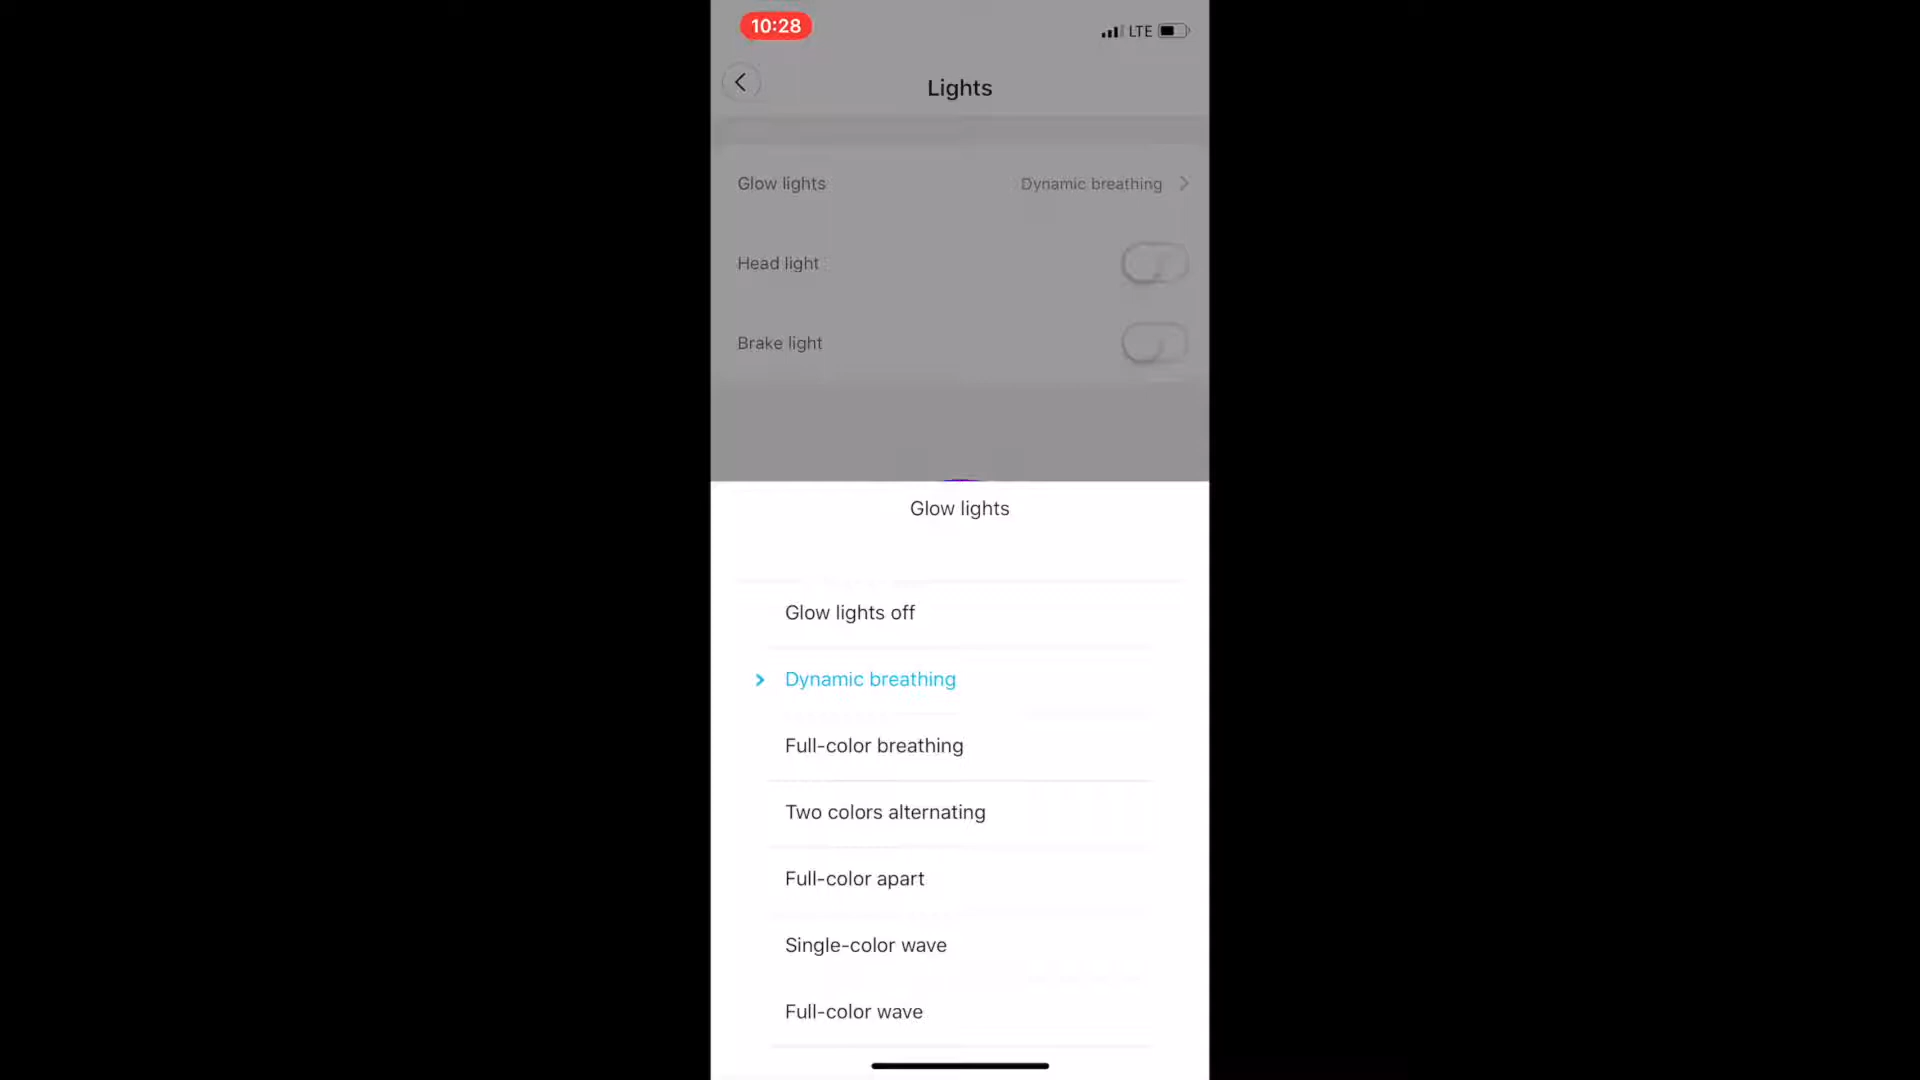 10:28
LTE
Lights
Glow lights Dynamic breathing
Head light
Brake light
Glow lights
Glow lights off
Dynamic breathing
Full-color breathing
Two colors alternating
Full-color apart
Single-color wave
Full-color wave